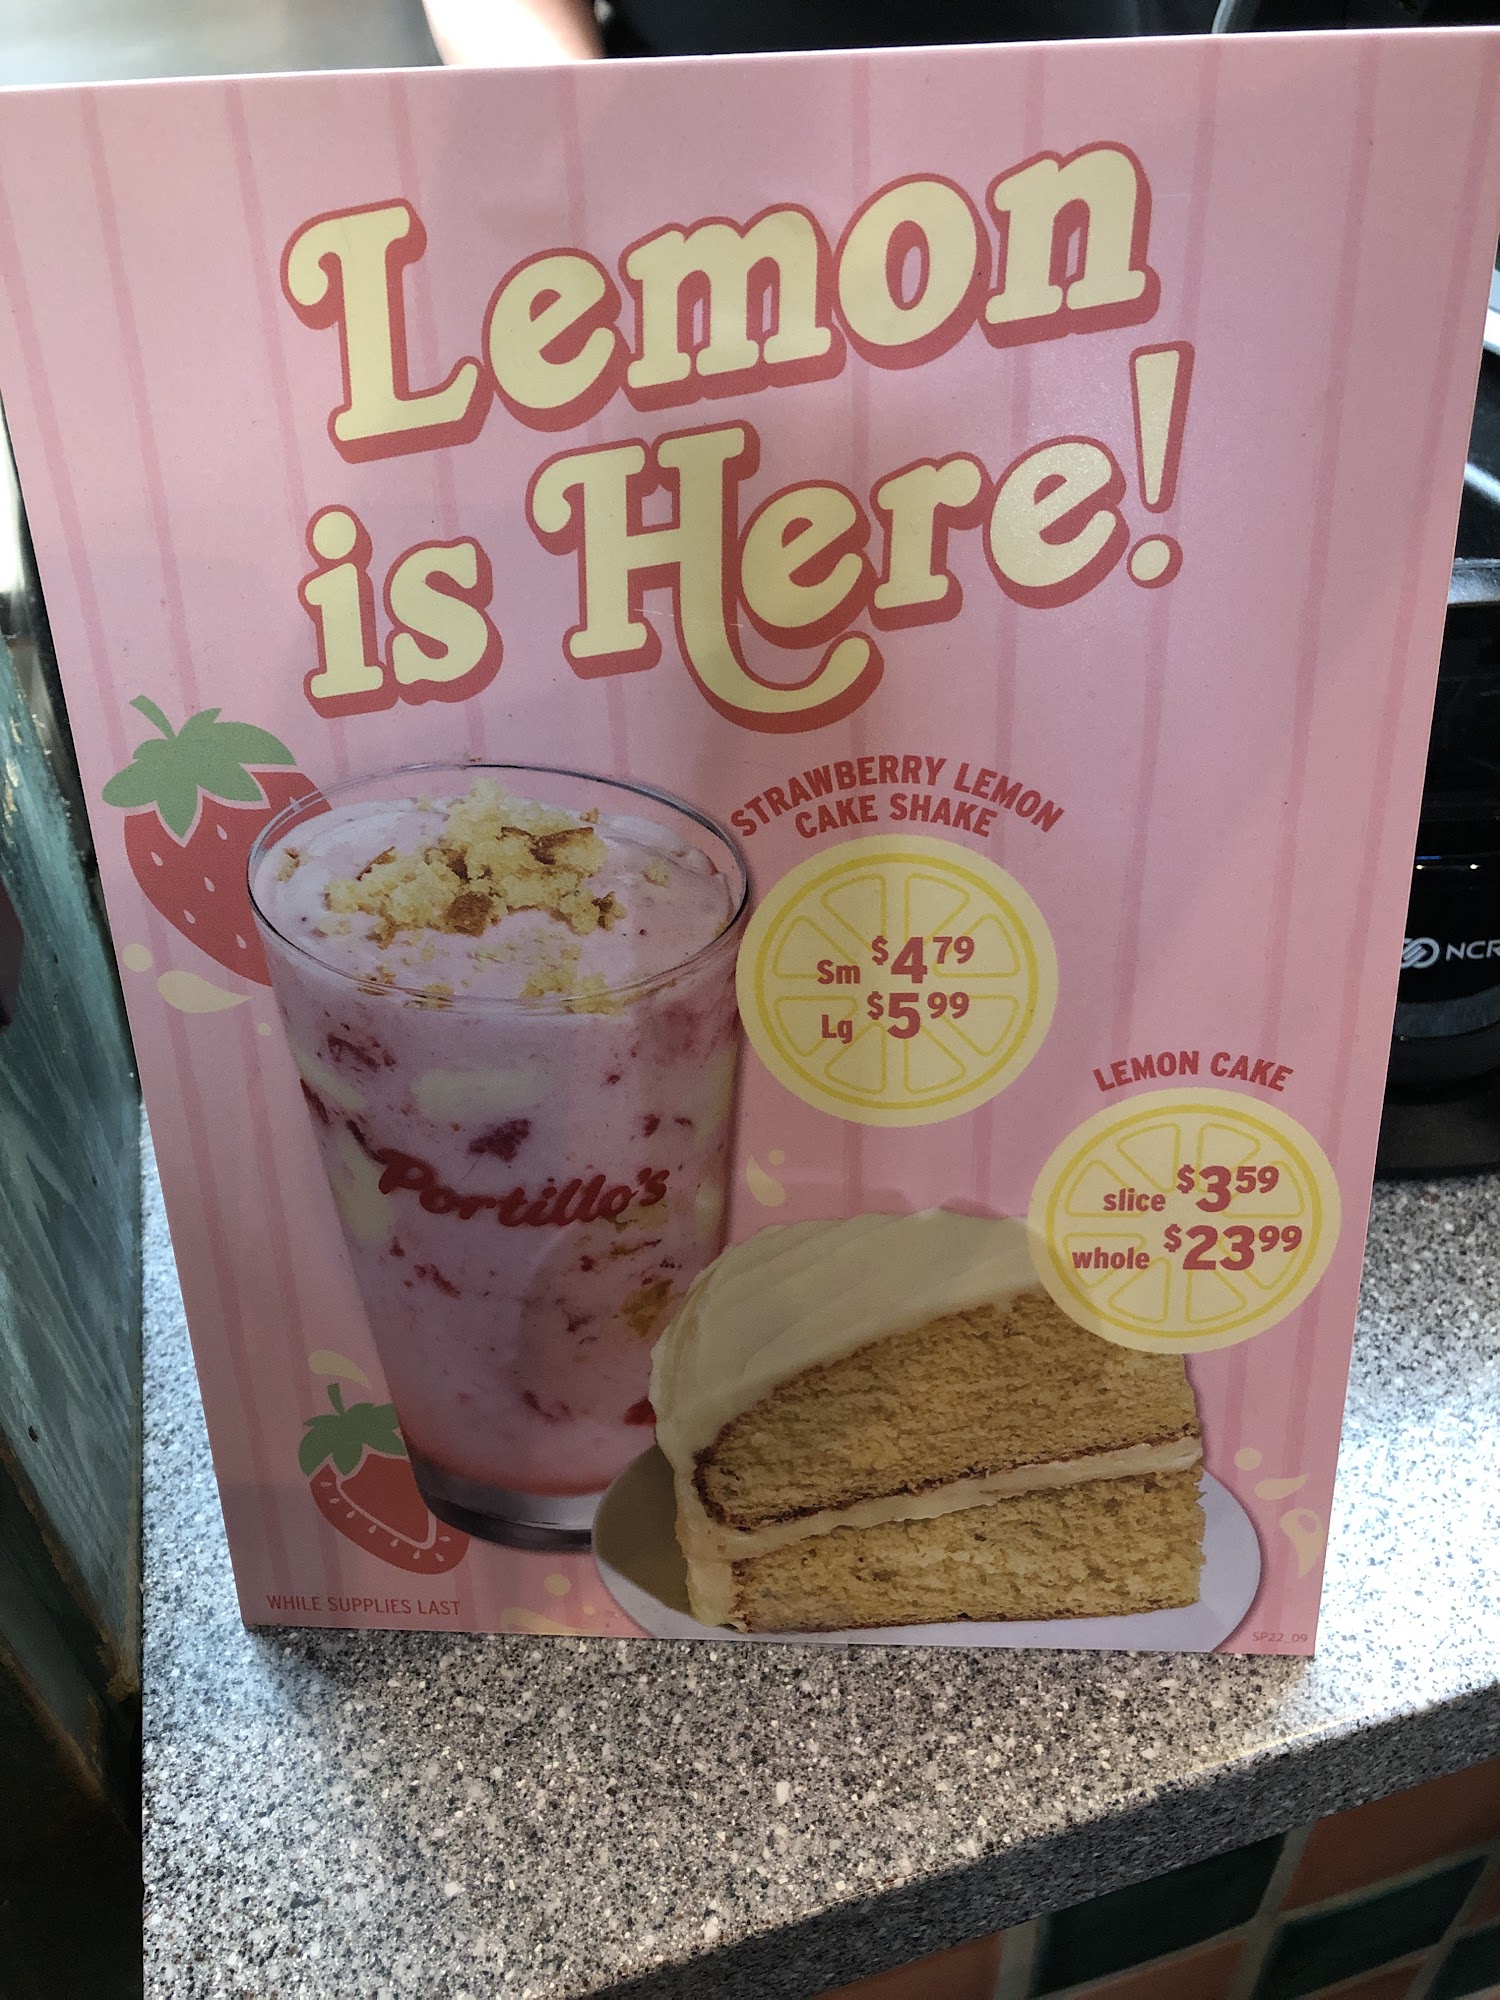 Lemon
is Here!
STRAWBERRY LEMON
CAKE SHAKE
Sm $4.79
Lg $5.99
LEMON CAKE
slice $3.59
whole $23.99
Portillo's
WHILE SUPPLIES LAST
SP22_09
NCR